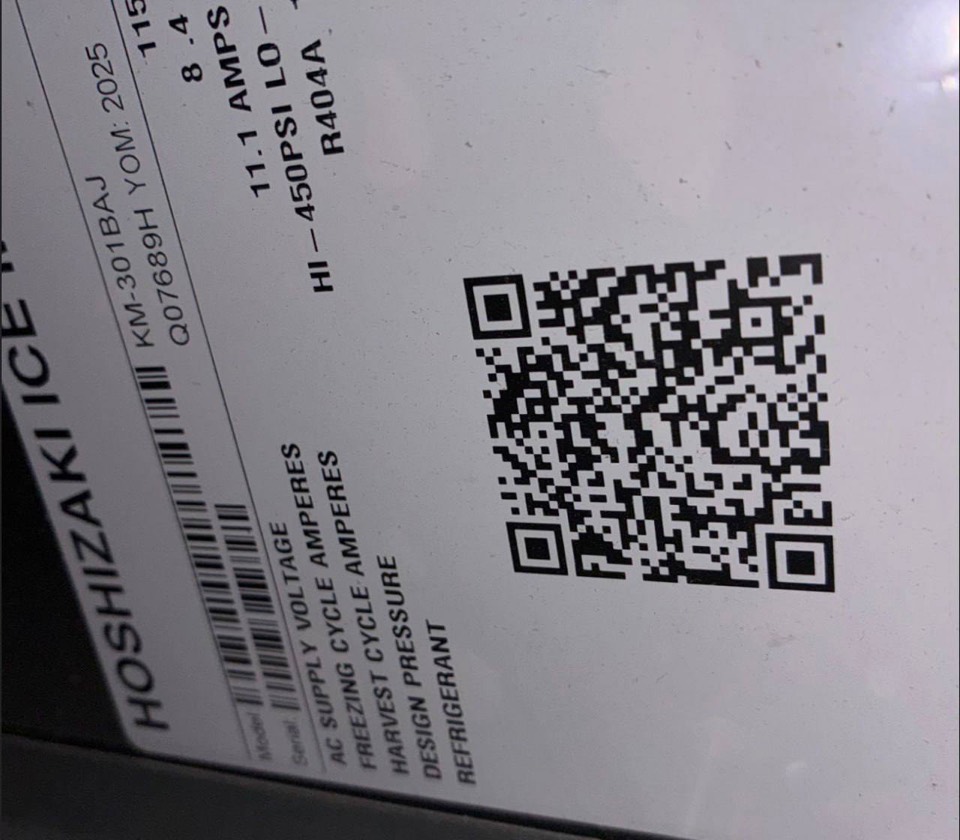 HOSHIZAKI ICE
Model KM-301BAJ
Serial: Q07689H YOM: 2025
AC SUPPLY VOLTAGE 115
FREEZING CYCLE AMPERES 8 .4
HARVEST CYCLE AMPERES 11.1 AMPS
DESIGN PRESSURE HI – 450PSI LO –
REFRIGERANT R404A